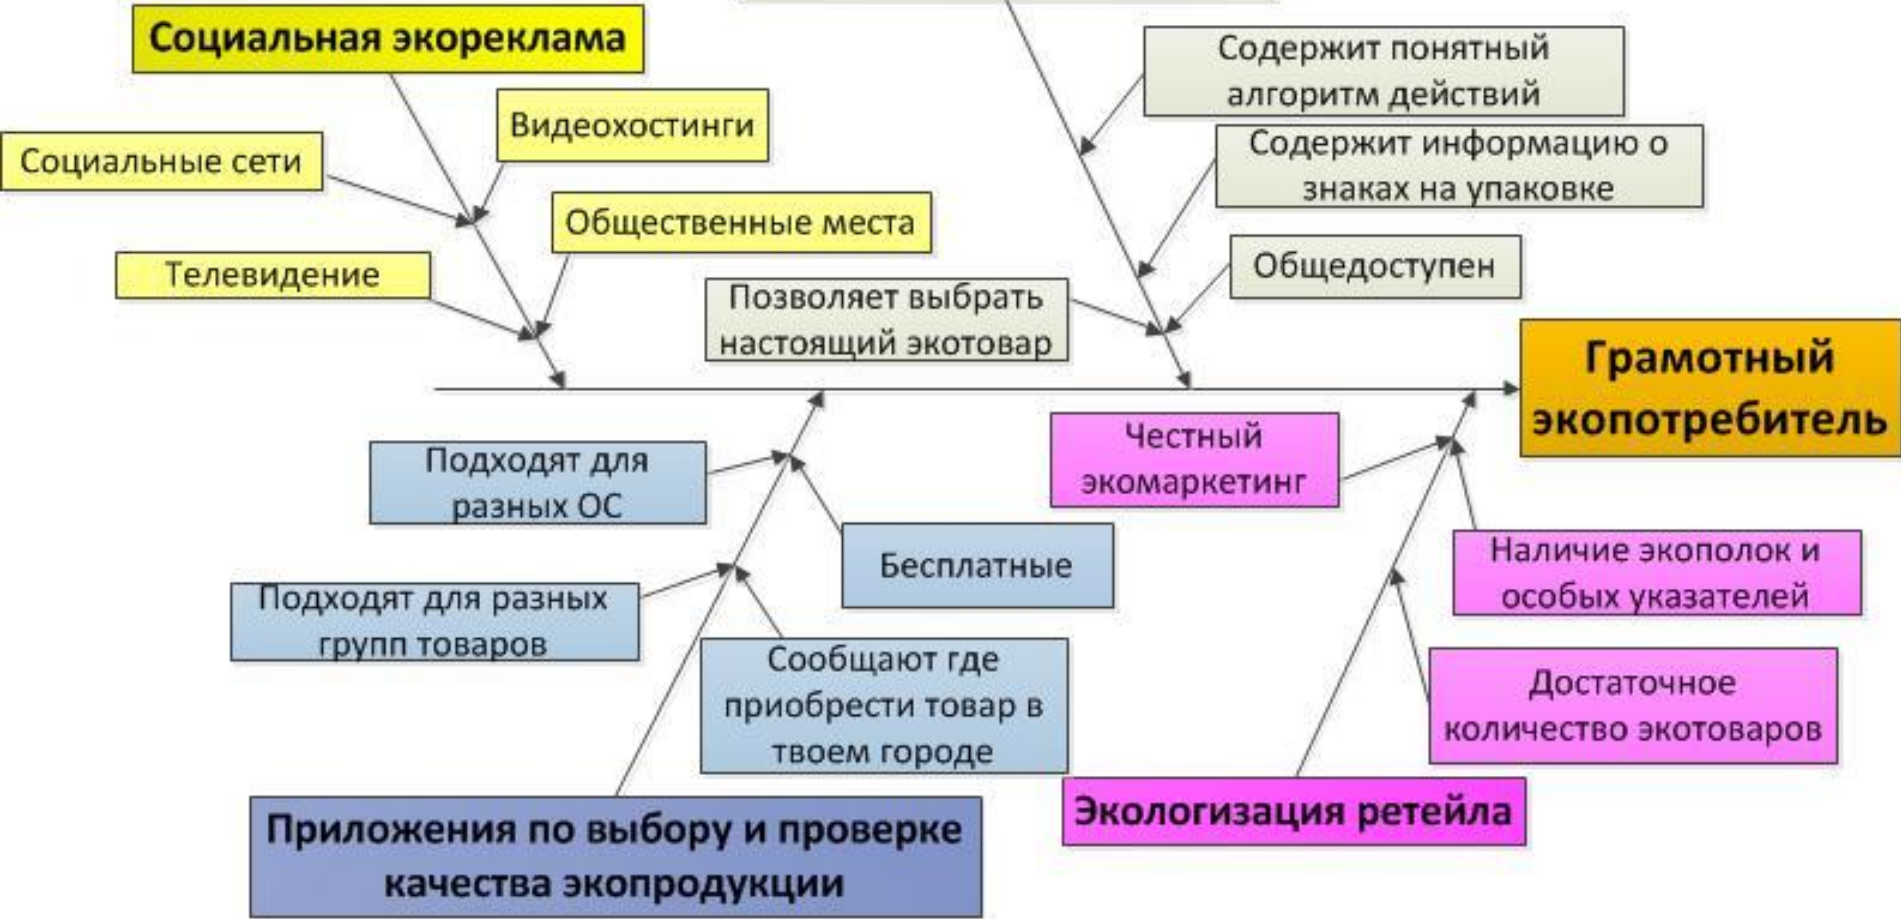 Социальная экореклама
Видеохостинги
Социальные сети
Общественные места
Телевидение
Содержит понятный
алгоритм действий
Содержит информацию о
знаках на упаковке
Общедоступен
Позволяет выбрать
настоящий экотовар
Грамотный
экопотребитель
Подходят для
разных ОС
Бесплатные
Подходят для разных
групп товаров
Сообщают где
приобрести товар в
твоем городе
Приложения по выбору и проверке
качества экопродукции
Честный
экомаркетинг
Наличие экополок и
особых указателей
Достаточное
количество экотоваров
Экологизация ретейла